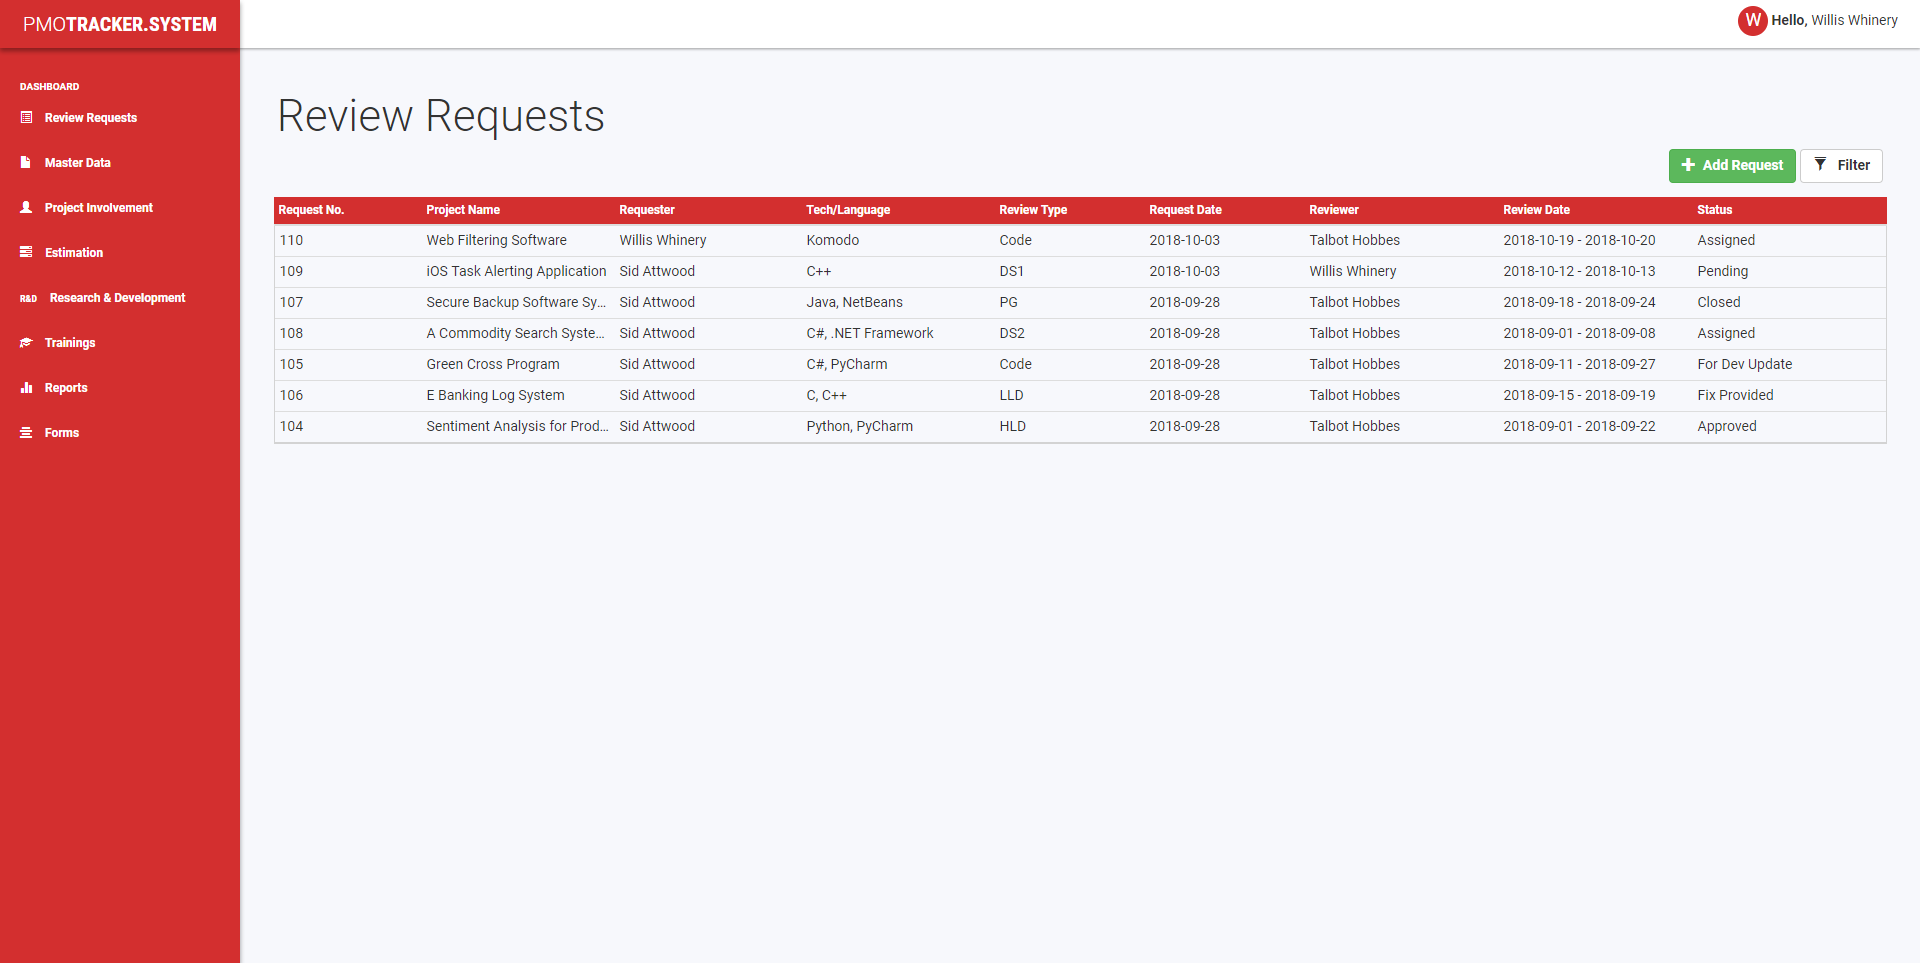 PMOTRACKER.SYSTEM
W Hello, Willis Whinery
DASHBOARD
Review Requests
Master Data
Project Involvement
Estimation
R&D Research & Development
Trainings
Reports
Forms
Review Requests
Add Request Filter
Request No. Project Name Requester Tech/Language Review Type Request Date Reviewer Review Date Status
110 Web Filtering Software Willis Whinery Komodo Code 2018-10-03 Talbot Hobbes 2018-10-19 - 2018-10-20 Assigned
109 iOS Task Alerting Application Sid Attwood C++ DS1 2018-10-03 Willis Whinery 2018-10-12 - 2018-10-13 Pending
107 Secure Backup Software Sy... Sid Attwood Java, NetBeans PG 2018-09-28 Talbot Hobbes 2018-09-18 - 2018-09-24 Closed
108 A Commodity Search Syste... Sid Attwood C#, .NET Framework DS2 2018-09-28 Talbot Hobbes 2018-09-01 - 2018-09-08 Assigned
105 Green Cross Program Sid Attwood C#, PyCharm Code 2018-09-28 Talbot Hobbes 2018-09-11 - 2018-09-27 For Dev Update
106 E Banking Log System Sid Attwood C, C++ LLD 2018-09-28 Talbot Hobbes 2018-09-15 - 2018-09-19 Fix Provided
104 Sentiment Analysis for Prod... Sid Attwood Python, PyCharm HLD 2018-09-28 Talbot Hobbes 2018-09-01 - 2018-09-22 Approved